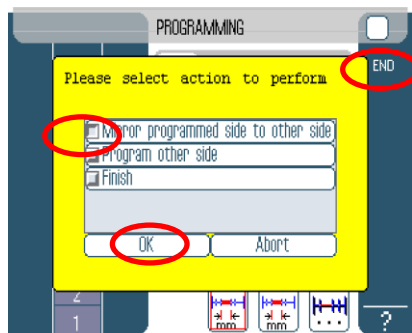 PROGRAMMING
END
Please select action to perform
Mirror programmed side to other side
Program other side
Finish
OK Abort
2
1
mm mm ... ?